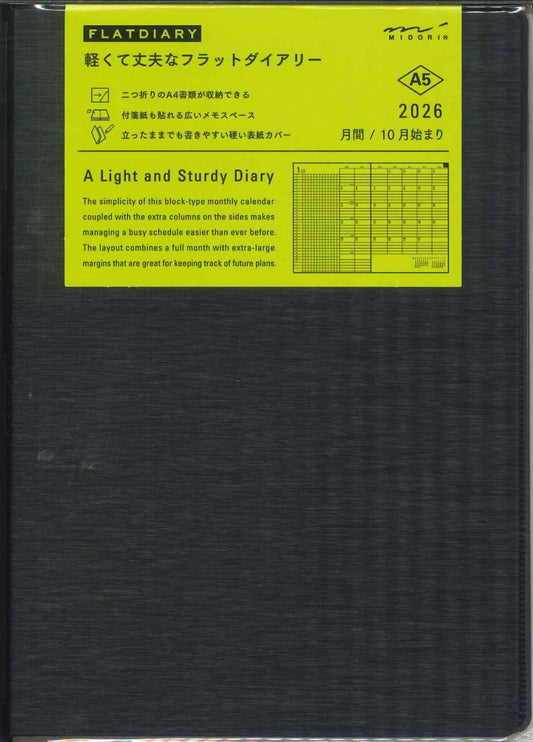 FLATDIARY
MIDORI®
軽くて丈夫なフラットダイアリー
A5
二つ折りのA4書類が収納できる
付箋紙も貼れる広いメモスペース
立ったままでも書きやすい硬い表紙カバー
2026
月間 / 10月始まり
A Light and Sturdy Diary
The simplicity of this block-type monthly calendar
coupled with the extra columns on the sides makes
managing a busy schedule easier than ever before.
The layout combines a full month with extra-large
margins that are great for keeping track of future plans.